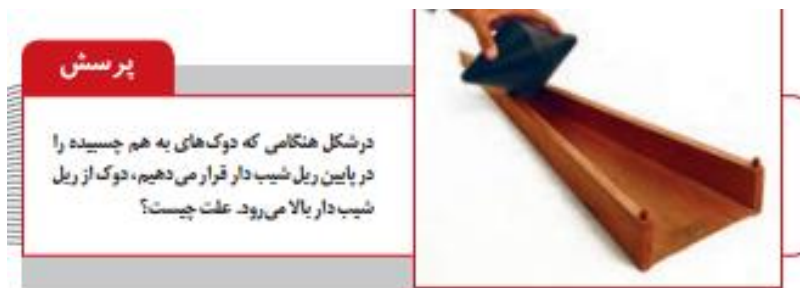 پرسش
درشکل هنگامی که دوک‌های به هم چسبیده را
در پایین ریل شیب دار قرار می‌دهیم، دوک از ریل
شیب‌دار بالا می‌رود. علت چیست؟